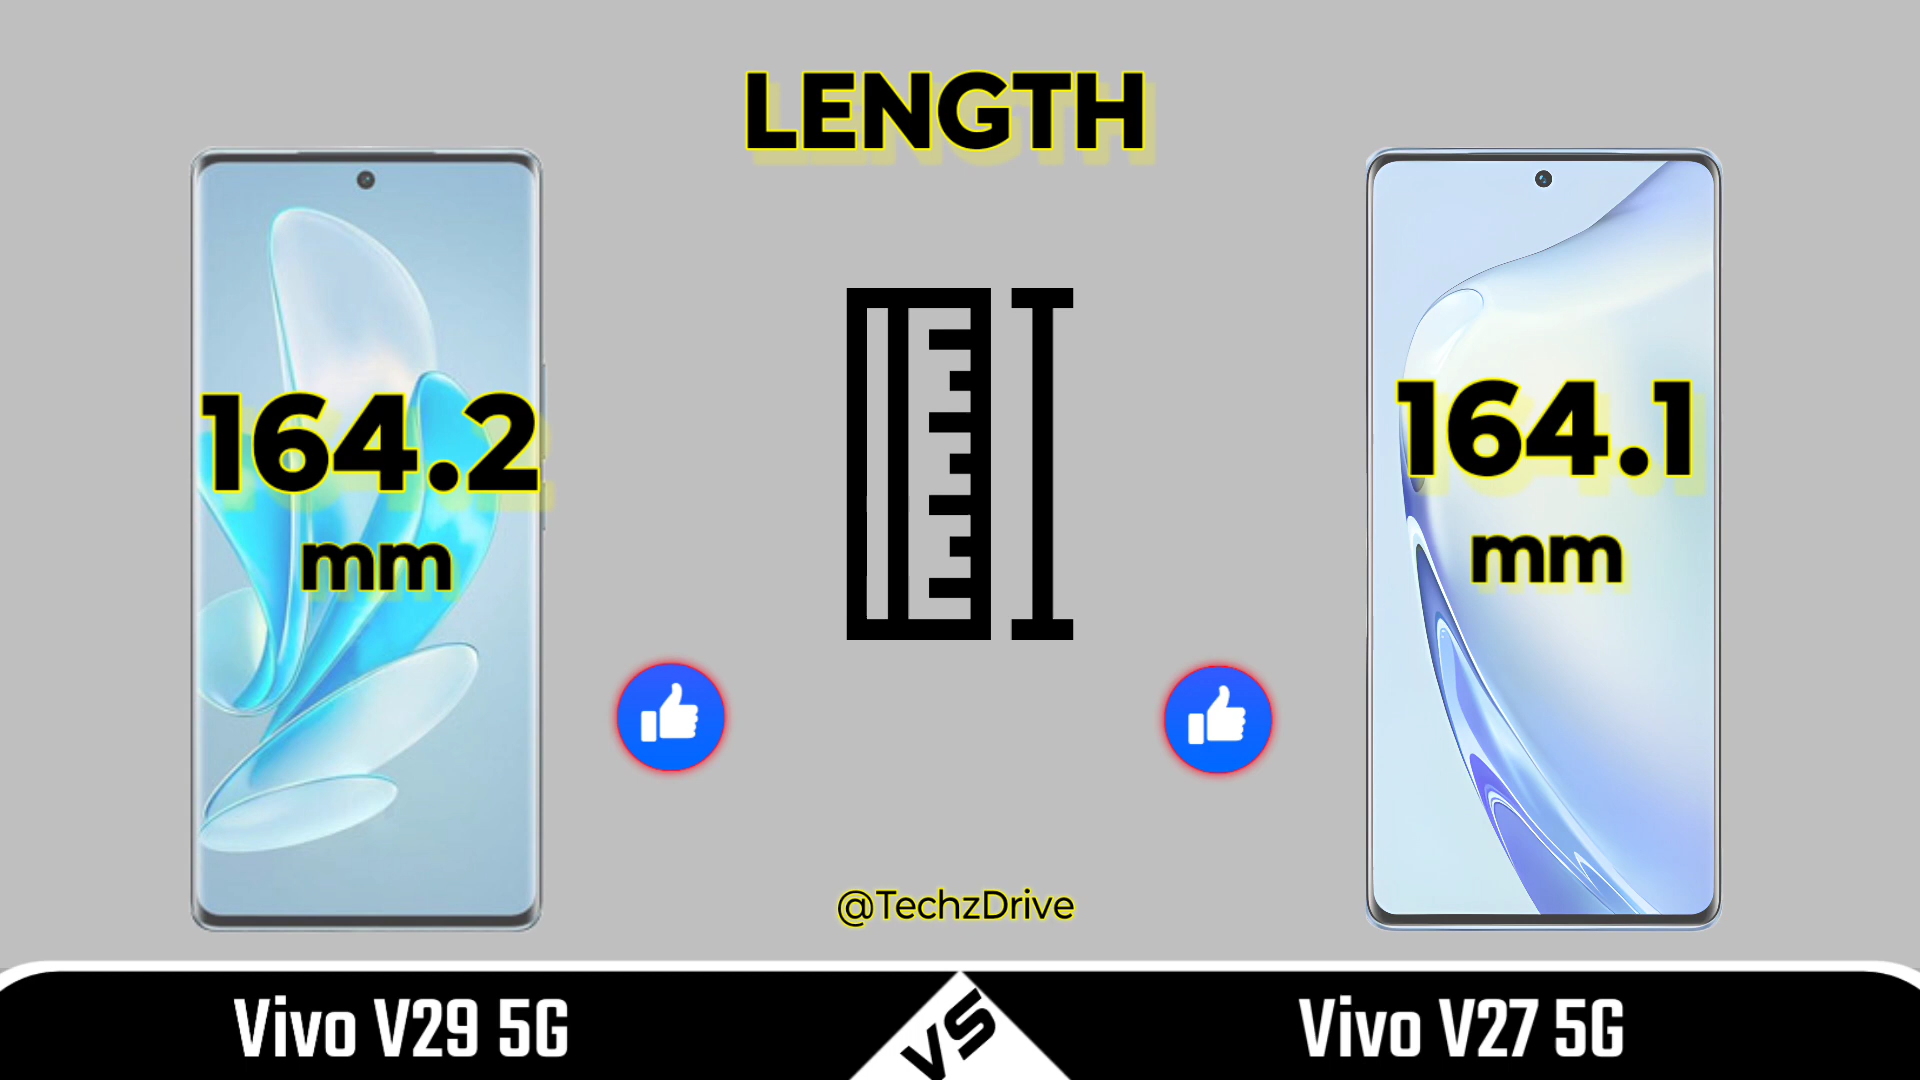 LENGTH
164.2
mm
164.1
mm
@TechzDrive
Vivo V29 5G
VS
Vivo V27 5G